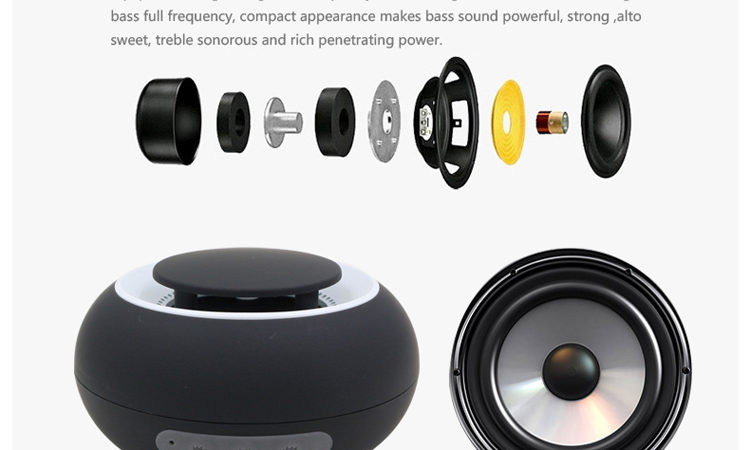 bass full frequency, compact appearance makes bass sound powerful, strong ,alto
sweet, treble sonorous and rich penetrating power.